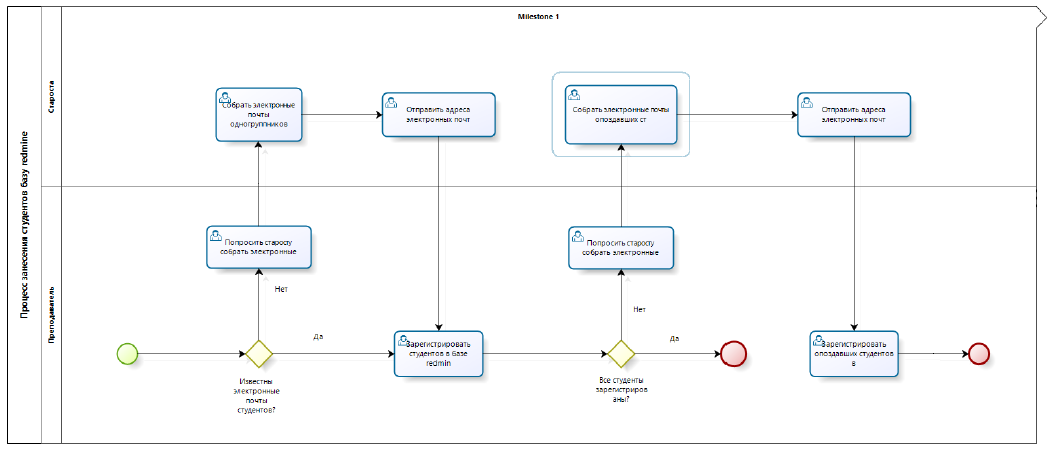 Milestone 1
Процесс занесения студентов базу redmine
Староста
Собрать электронные
почты
одногруппников
Отправить адреса
электронных почт
Собрать электронные почты
опоздавших ст
Отправить адреса
электронных почт
Преподаватель
Попросить старосту
собрать электронные
Попросить старосту
собрать электронные
Нет
Нет
Да
Да
Зарегистрировать
студентов в базе
redmin
Зарегистрировать
опоздавших студентов
в
Известны
электронные
почты
студентов?
Все студенты
зарегистриров
аны?